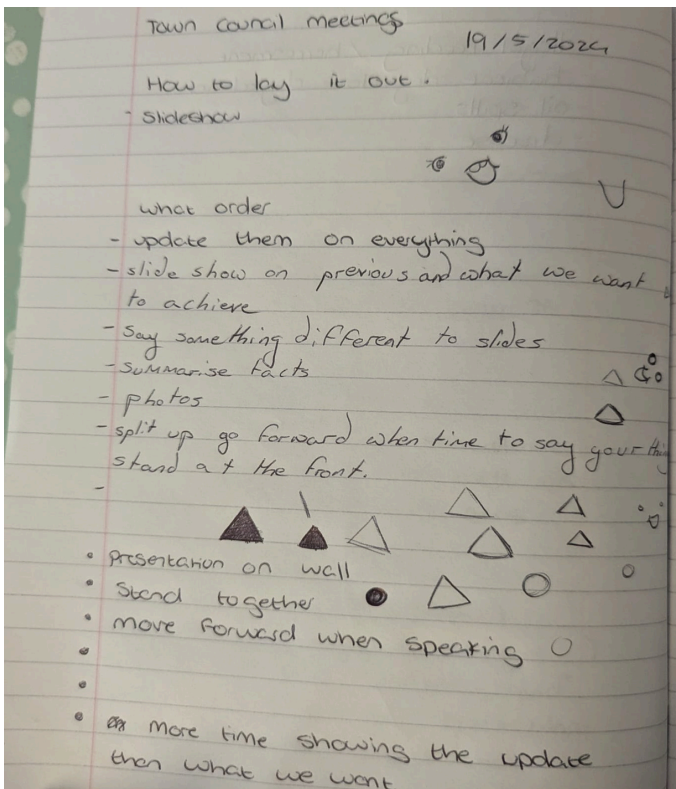 Town Council meetings
19/5/2024
How to lay it out.
- Slideshow
what order
- update them on everything
- slide show on previous and what we want
to achieve
- say something different to slides
- summarise facts
- photos
- split up go forward when time to say your
stand at the front.
-
• presentation on wall
• Stand together
• move forward when speaking
•
•
• more time showing the update
then what we want